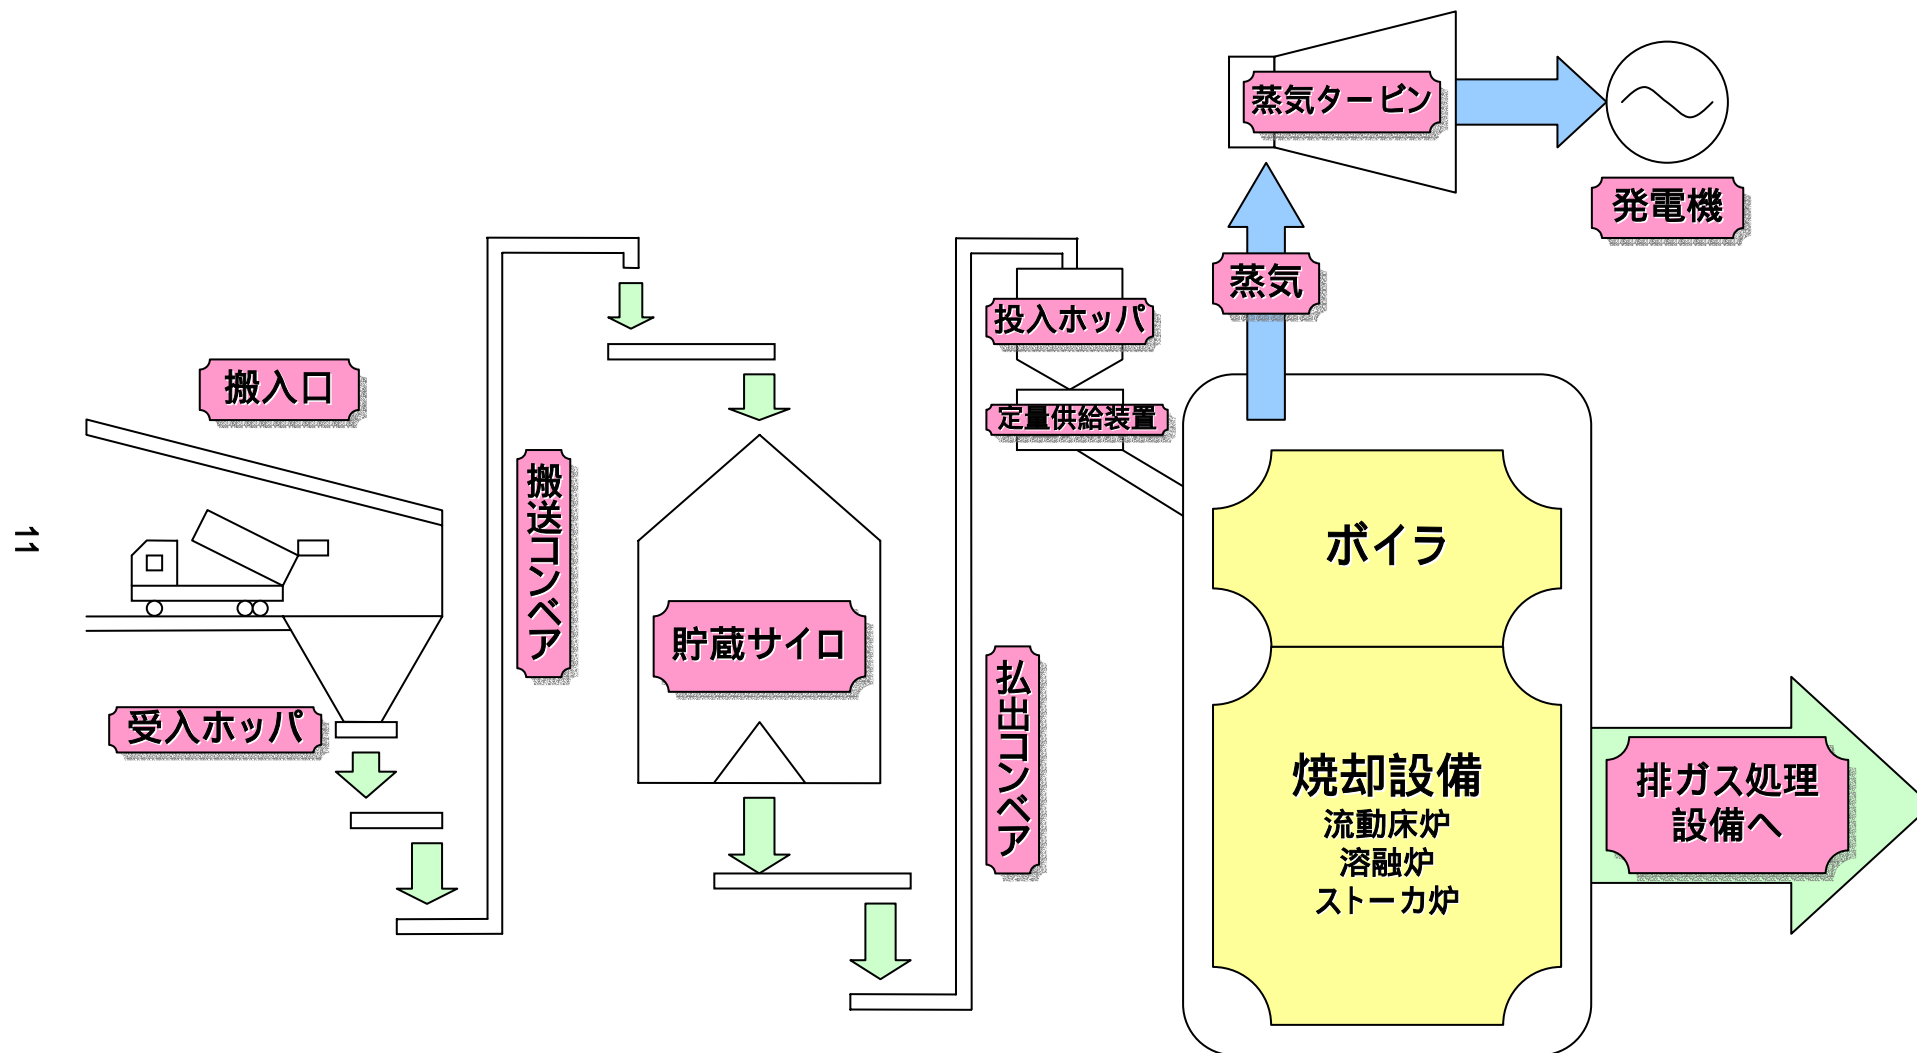 蒸気タービン
発電機
蒸気
投入ホッパ
搬入口
定量供給装置
搬送コンベア
ボイラ
11
貯蔵サイロ
払出コンベア
受入ホッパ
焼却設備
流動床炉
溶融炉
ストーカ炉
排ガス処理
設備へ